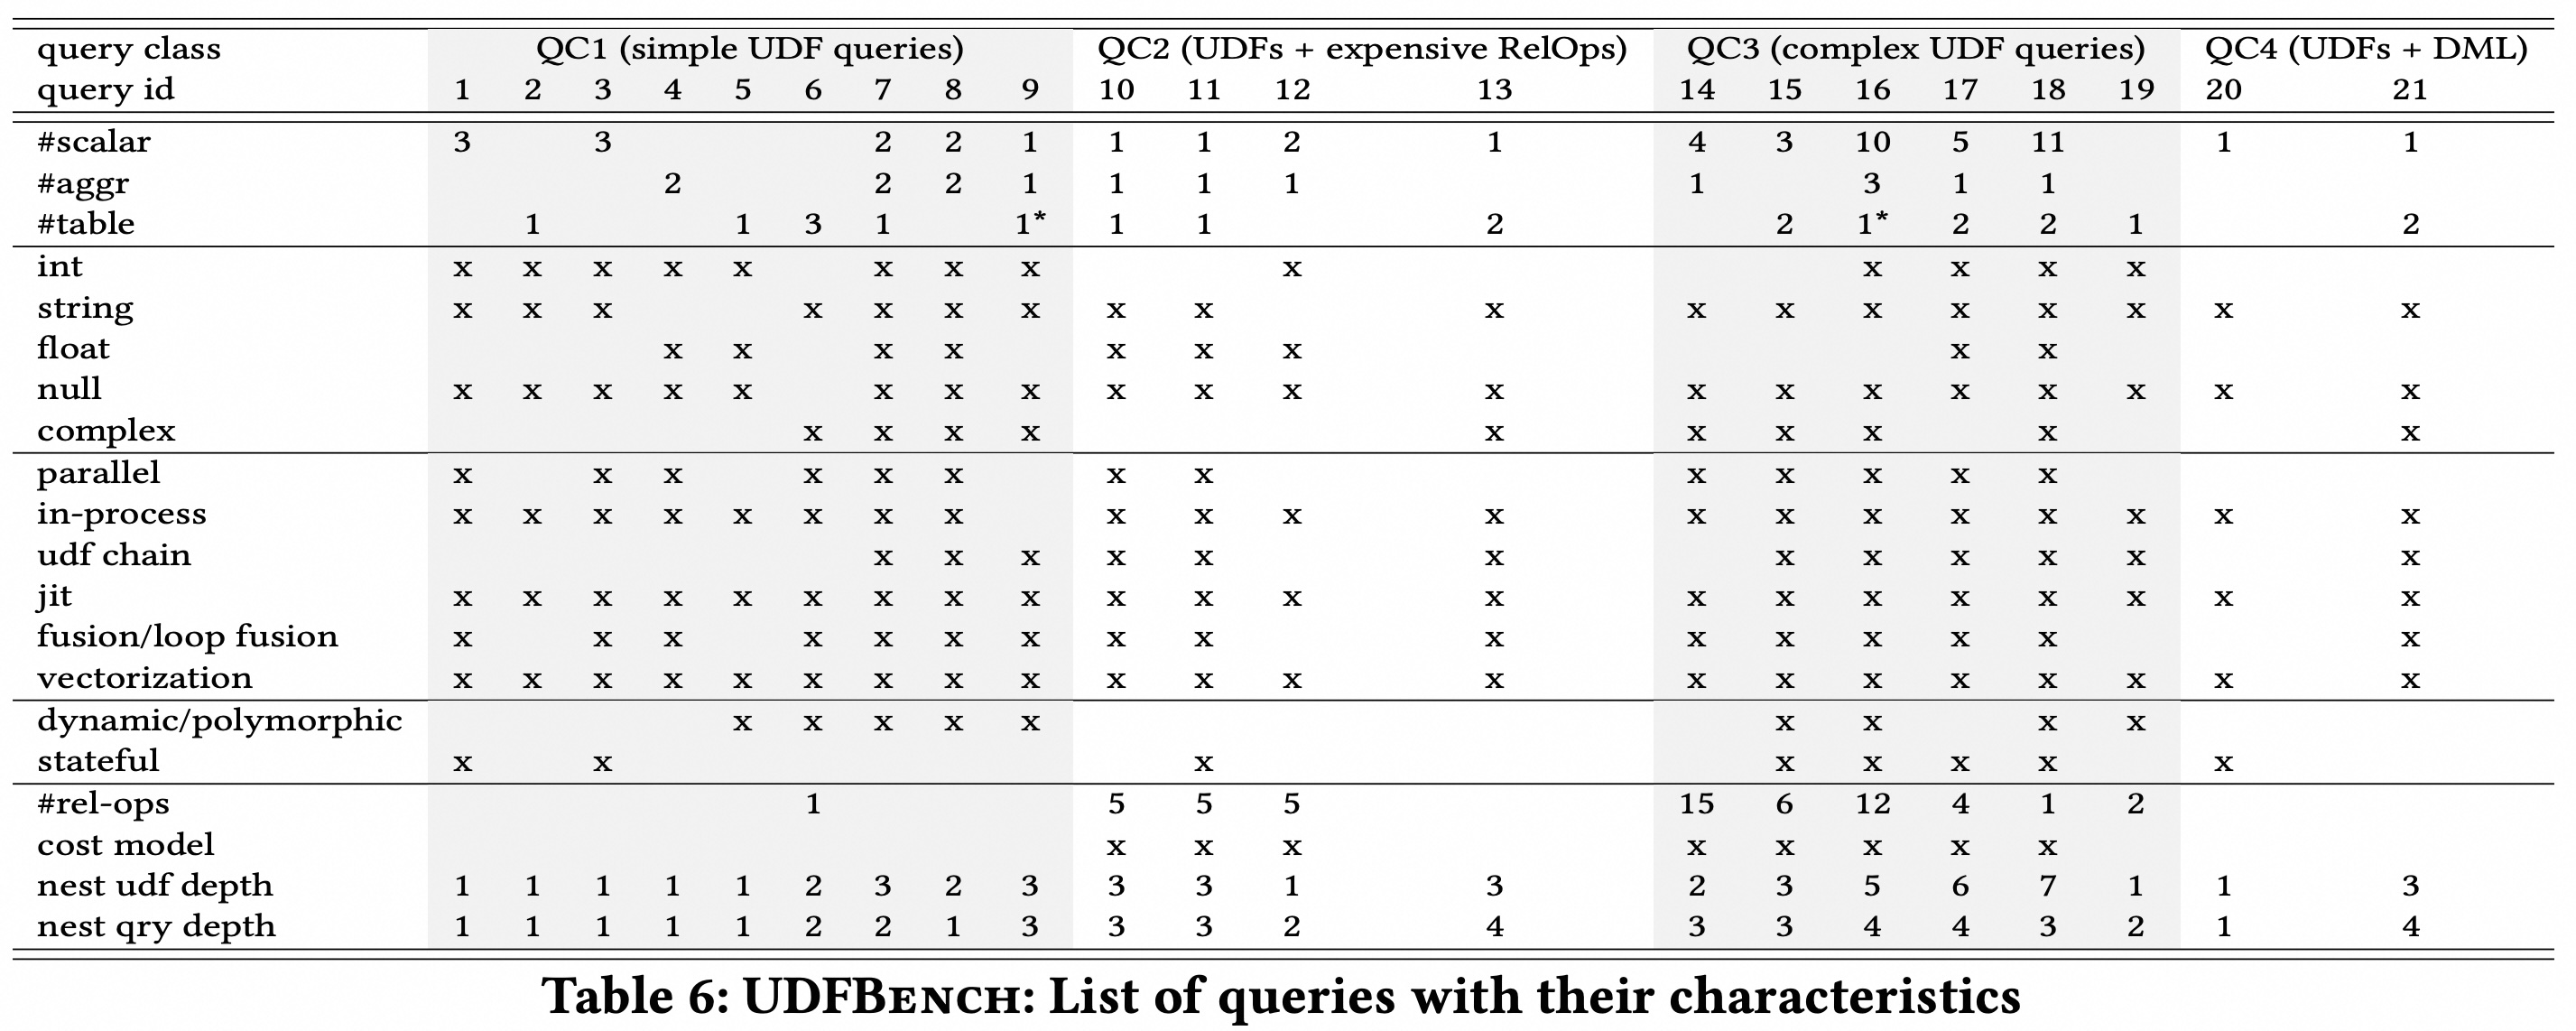 query class QC1 (simple UDF queries) QC2 (UDFs + expensive RelOps) QC3 (complex UDF queries) QC4 (UDFs + DML)
query id 1 2 3 4 5 6 7 8 9 10 11 12 13 14 15 16 17 18 19 20 21
#scalar 3 3 2 2 1 1 1 2 1 4 3 10 5 11 1 1
#aggr 2 2 2 1 1 1 1 1 3 1 1
#table 1 1 3 1 1* 1 1 2 2 1* 2 2 1 2
int x x x x x x x x x x x x x
string x x x x x x x x x x x x x x x x x x
float x x x x x x x x x
null x x x x x x x x x x x x x x x x x x x x
complex x x x x x x x x x x
parallel x x x x x x x x x x x x x
in-process x x x x x x x x x x x x x x x x x x x x
udf chain x x x x x x x x x x x x
jit x x x x x x x x x x x x x x x x x x x x x
fusion/loop fusion x x x x x x x x x x x x x x x x
vectorization x x x x x x x x x x x x x x x x x x x x x
dynamic/polymorphic x x x x x x x x x
stateful x x x x x x x x
#rel-ops 1 5 5 5 15 6 12 4 1 2
cost model x x x x x x x x
nest udf depth 1 1 1 1 1 2 3 2 3 3 3 1 3 2 3 5 6 7 1 1 3
nest qry depth 1 1 1 1 1 2 2 1 3 3 3 2 4 3 3 4 4 3 2 1 4
Table 6: UDFBENCH: List of queries with their characteristics